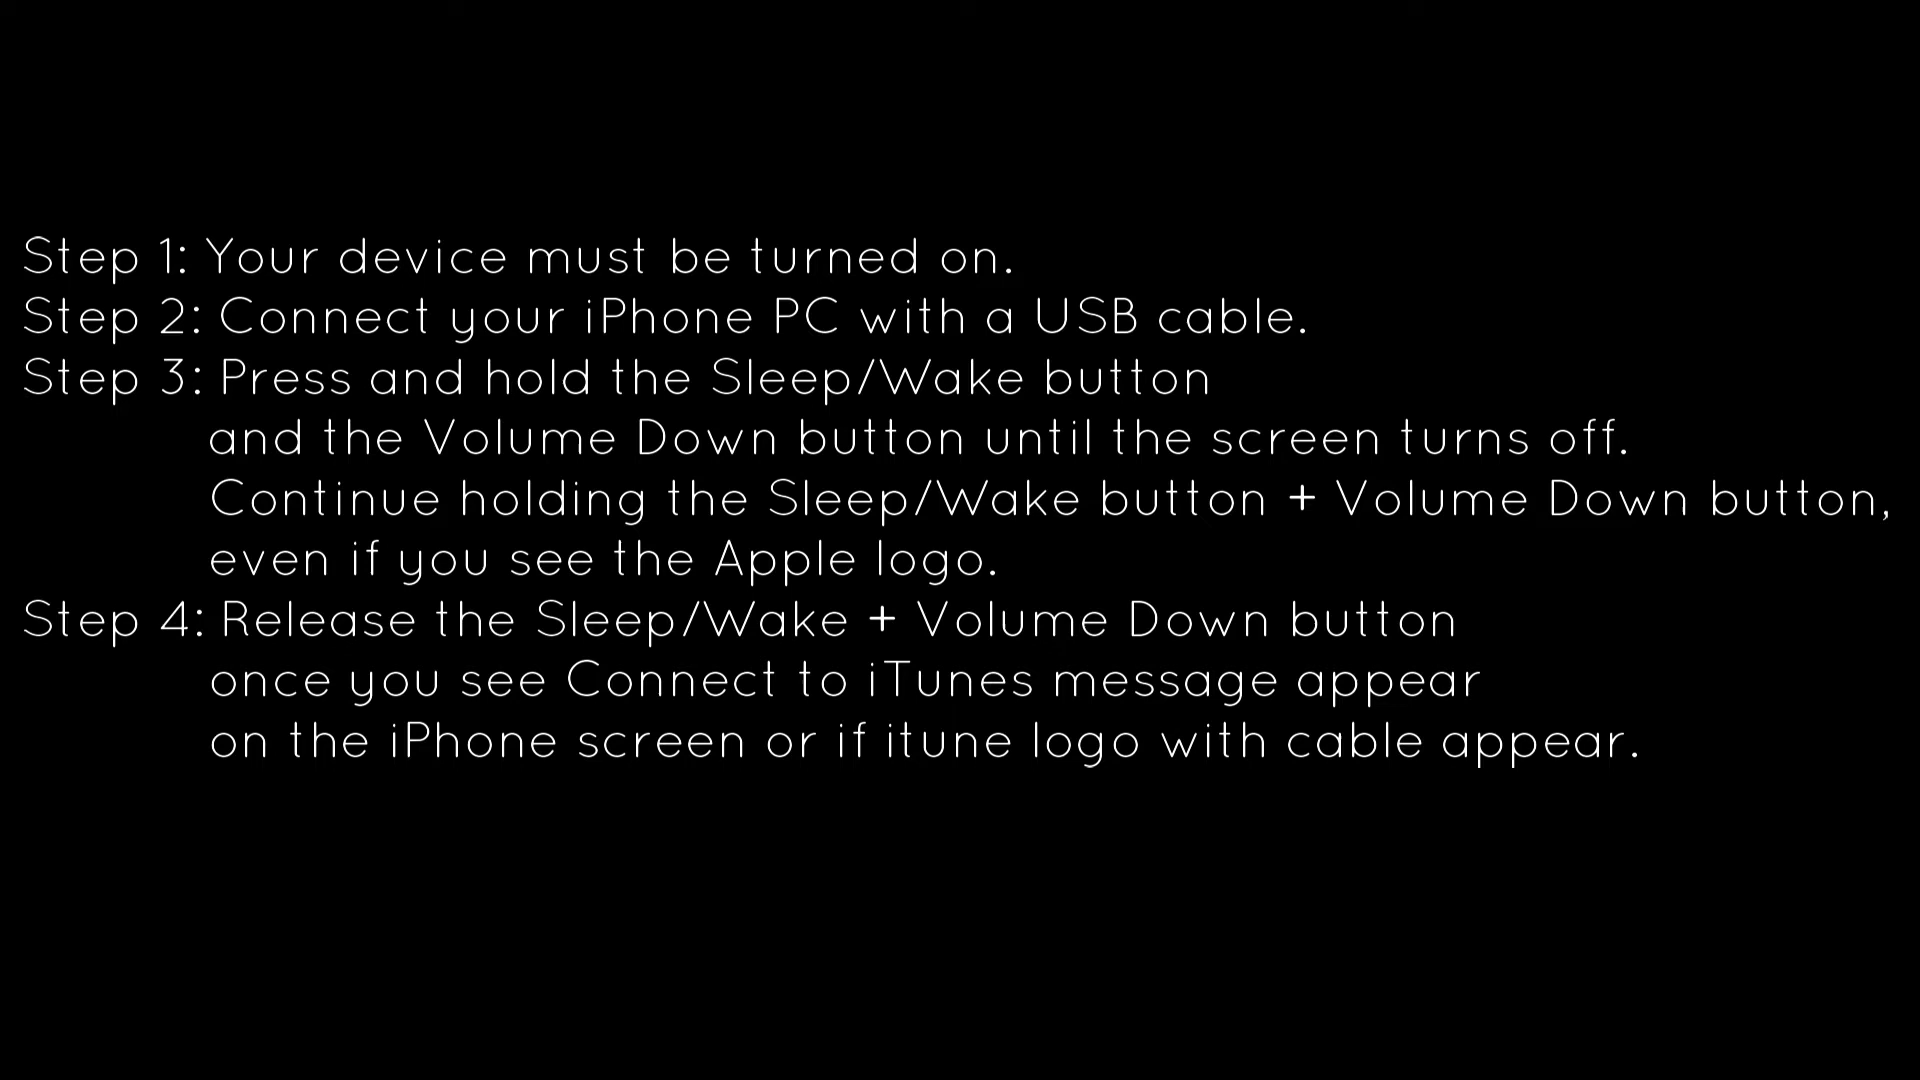 Step 1: Your device must be turned on.
Step 2: Connect your iPhone PC with a USB cable.
Step 3: Press and hold the Sleep/Wake button
and the Volume Down button until the screen turns off.
Continue holding the Sleep/Wake button + Volume Down button,
even if you see the Apple logo.
Step 4: Release the Sleep/Wake + Volume Down button
once you see Connect to iTunes message appear
on the iPhone screen or if itune logo with cable appear.